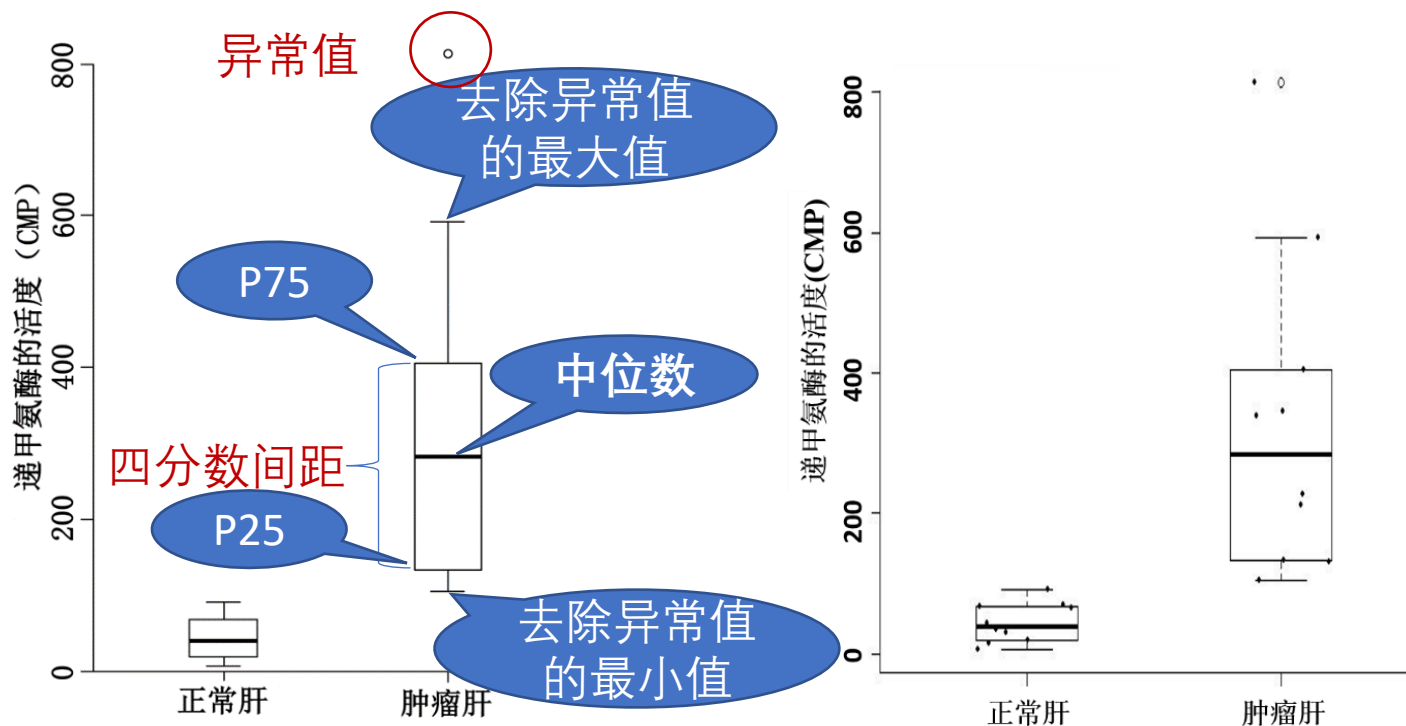 异常值
去除异常值
的最大值
P75
中位数
四分数间距
P25
去除异常值
的最小值
递甲氨酶的活度（CMP）
800
600
400
200
0
正常肝
肿瘤肝
递甲氨酶的活度(CMP)
800
600
400
200
0
正常肝
肿瘤肝